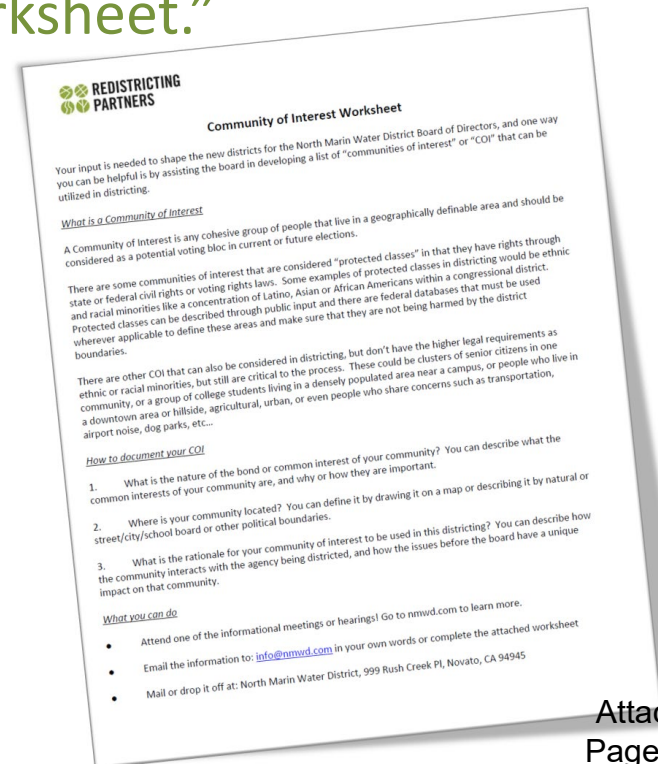 rksheet.”
REDISTRICTING
PARTNERS
Community of Interest Worksheet
Your input is needed to shape the new districts for the North Marin Water District Board of Directors, and one way
you can be helpful is by assisting the board in developing a list of “communities of interest” or “COI” that can be
utilized in districting.
What is a Community of Interest
A Community of Interest is any cohesive group of people that live in a geographically definable area and should be
considered as a potential voting bloc in current or future elections.
There are some communities of interest that are considered “protected classes” in that they have rights through
state or federal civil rights or voting rights laws. Some examples of protected classes in districting would be ethnic
and racial minorities like a concentration of Latino, Asian or African Americans within a congressional district.
Protected classes can be described through public input and there are federal databases that must be used
wherever applicable to define these areas and make sure that they are not being harmed by the district
boundaries.
There are other COI that can also be considered in districting, but don’t have the higher legal requirements as
ethnic or racial minorities, but still are critical to the process. These could be clusters of senior citizens in one
community, or a group of college students living in a densely populated area near a campus, or people who live in
a downtown area or hillside, agricultural, urban, or even people who share concerns such as transportation,
airport noise, dog parks, etc...
How to document your COI
1. What is the nature of the bond or common interest of your community? You can describe what the
common interests of your community are, and why or how they are important.
2. Where is your community located? You can define it by drawing it on a map or describing it by natural or
street/city/school board or other political boundaries.
3. What is the rationale for your community of interest to be used in this districting? You can describe how
the community interacts with the agency being districted, and how the issues before the board have a unique
impact on that community.
What you can do
• Attend one of the informational meetings or hearings! Go to nmwd.com to learn more.
• Email the information to: info@nmwd.com in your own words or complete the attached worksheet
• Mail or drop it off at: North Marin Water District, 999 Rush Creek Pl, Novato, CA 94945
Attac
Page